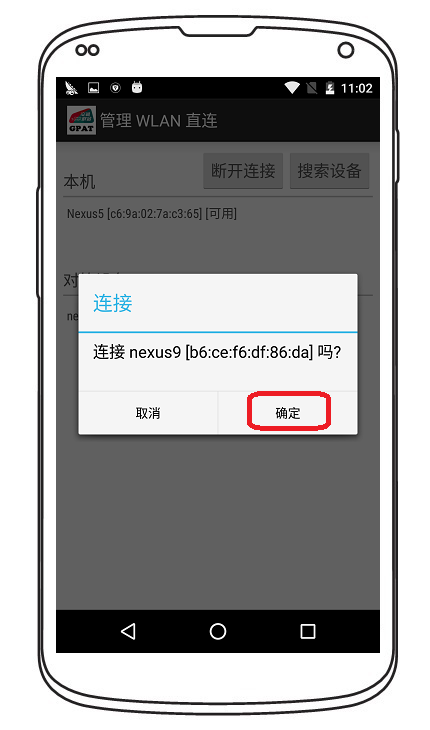 11:02
GPAT
管理 WLAN 直连
断开连接
搜索设备
本机
Nexus5 [c6:9a:02:7a:c3:65] [可用]
对
ne
连接
连接 nexus9 [b6:ce:f6:df:86:da] 吗?
取消
确定